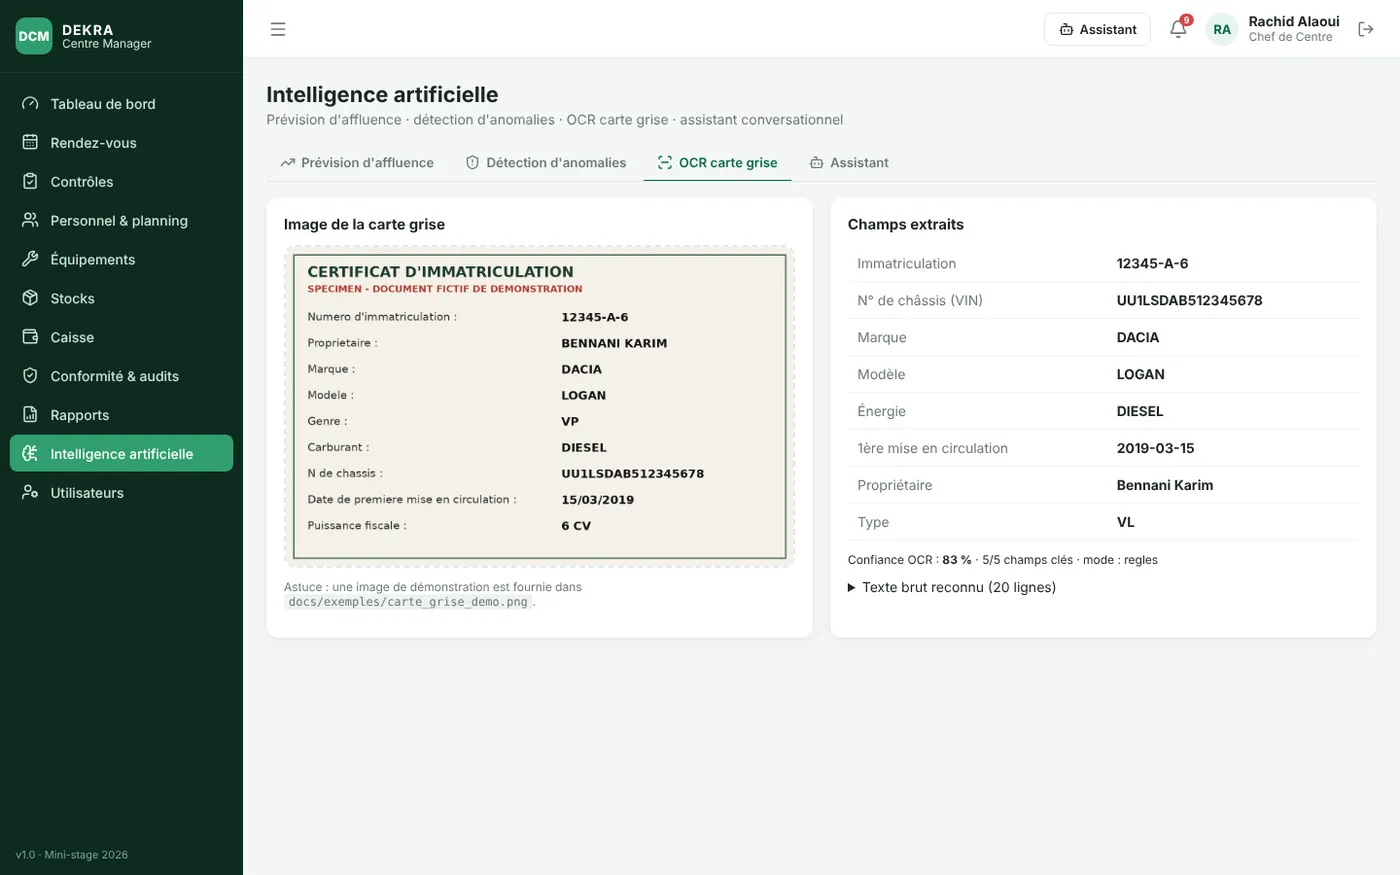 DCM
DEKRA
Centre Manager
Tableau de bord
Rendez-vous
Contrôles
Personnel & planning
Équipements
Stocks
Caisse
Conformité & audits
Rapports
Intelligence artificielle
Utilisateurs
v1.0 · Mini-stage 2026
Assistant
9
RA
Rachid Alaoui
Chef de Centre
Intelligence artificielle
Prévision d'affluence · détection d'anomalies · OCR carte grise · assistant conversationnel
Prévision d'affluence
Détection d'anomalies
OCR carte grise
Assistant
Image de la carte grise
CERTIFICAT D'IMMATRICULATION
SPECIMEN - DOCUMENT FICTIF DE DEMONSTRATION
Numero d'immatriculation : 12345-A-6
Proprietaire : BENNANI KARIM
Marque : DACIA
Modele : LOGAN
Genre : VP
Carburant : DIESEL
N de chassis : UU1LSDAB512345678
Date de premiere mise en circulation : 15/03/2019
Puissance fiscale : 6 CV
Astuce : une image de démonstration est fournie dans
docs/exemples/carte_grise_demo.png .
Champs extraits
Immatriculation 12345-A-6
N° de châssis (VIN) UU1LSDAB512345678
Marque DACIA
Modèle LOGAN
Énergie DIESEL
1ère mise en circulation 2019-03-15
Propriétaire Bennani Karim
Type VL
Confiance OCR : 83 % · 5/5 champs clés · mode : regles
Texte brut reconnu (20 lignes)